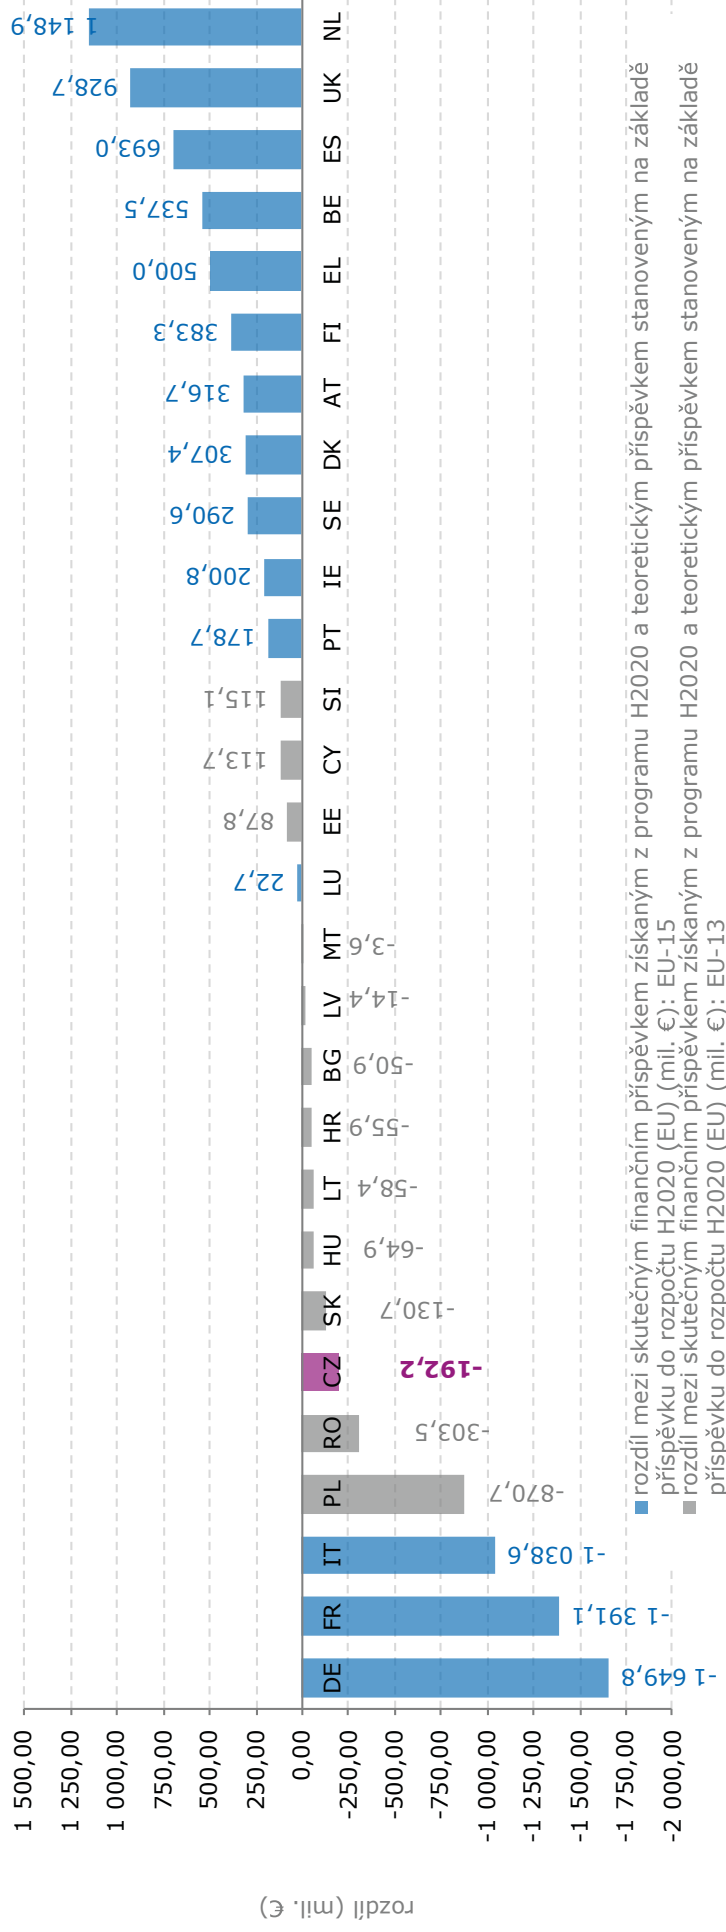 rozdíl (mil. €)
1 500,00
1 250,00
1 000,00
750,00
500,00
250,00
0,00
-250,00
-500,00
-750,00
-1 000,00
-1 250,00
-1 500,00
-1 750,00
-2 000,00
DE
FR
IT
PL
RO
CZ
SK
HU
LT
HR
BG
LV
MT
LU
EE
CY
SI
PT
IE
SE
DK
AT
FI
EL
BE
ES
UK
NL
-1 649,8
-1 391,1
-1 038,6
-870,7
-303,5
-192,2
-130,7
-64,9
-58,4
-55,9
-50,9
-14,4
-3,6
22,7
87,8
113,7
115,1
178,7
200,8
290,6
307,4
316,7
383,3
500,0
537,5
693,0
928,7
1 148,9
rozdíl mezi skutečným finančním příspěvkem získaným z programu H2020 a teoretickým příspěvkem stanoveným na základě
příspěvku do rozpočtu H2020 (EU) (mil. €): EU-15
rozdíl mezi skutečným finančním příspěvkem získaným z programu H2020 a teoretickým příspěvkem stanoveným na základě
příspěvku do rozpočtu H2020 (EU) (mil. €): EU-13